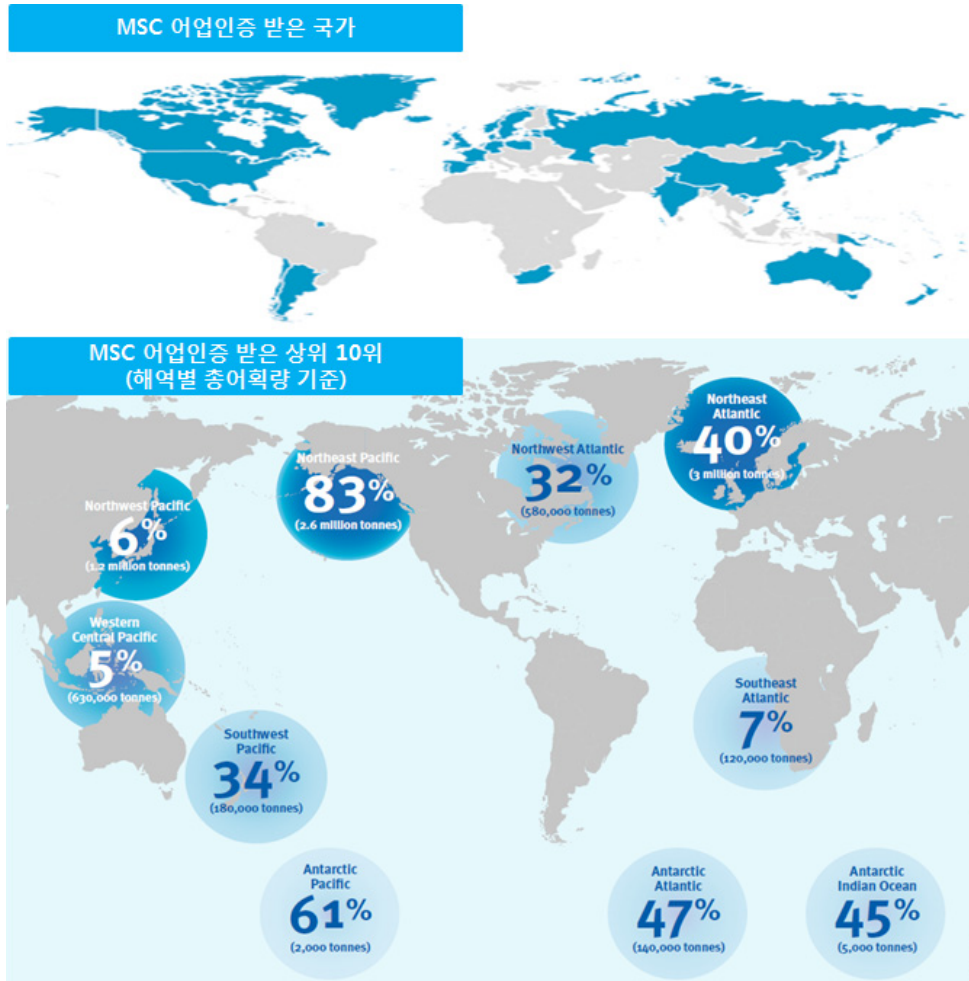 MSC 어업인증 받은 국가
MSC 어업인증 받은 상위 10위
(해역별 총어획량 기준)
Northeast
Atlantic
40%
(3 million tonnes)
Northwest Atlantic
32%
(580,000 tonnes)
Northeast Pacific
83%
(2.6 million tonnes)
Northwest Pacific
6%
(1.2 million tonnes)
Western
Central Pacific
5%
(630,000 tonnes)
Southeast
Atlantic
7%
(120,000 tonnes)
Southwest
Pacific
34%
(180,000 tonnes)
Antarctic
Pacific
61%
(2,000 tonnes)
Antarctic
Atlantic
47%
(140,000 tonnes)
Antarctic
Indian Ocean
45%
(5,000 tonnes)